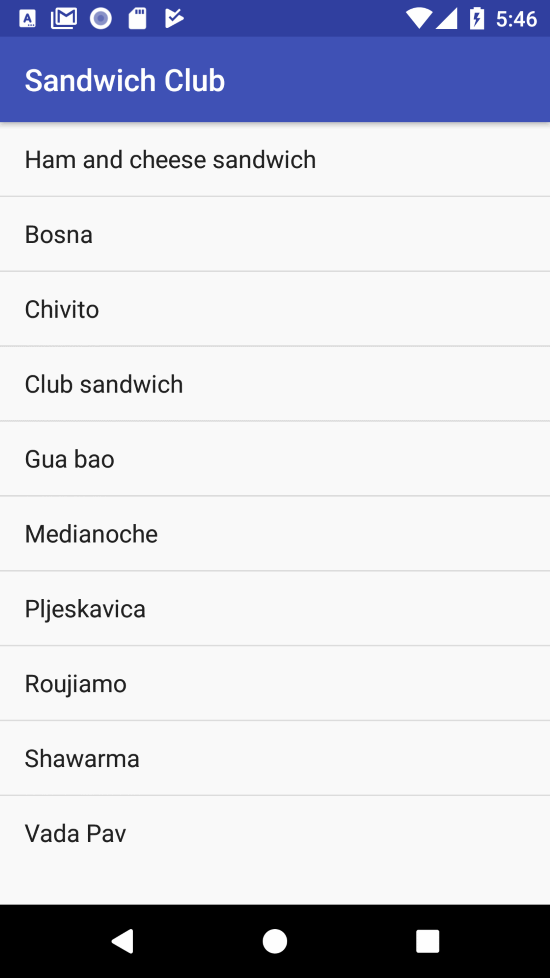 5:46
Sandwich Club
Ham and cheese sandwich
Bosna
Chivito
Club sandwich
Gua bao
Medianoche
Pljeskavica
Roujiamo
Shawarma
Vada Pav